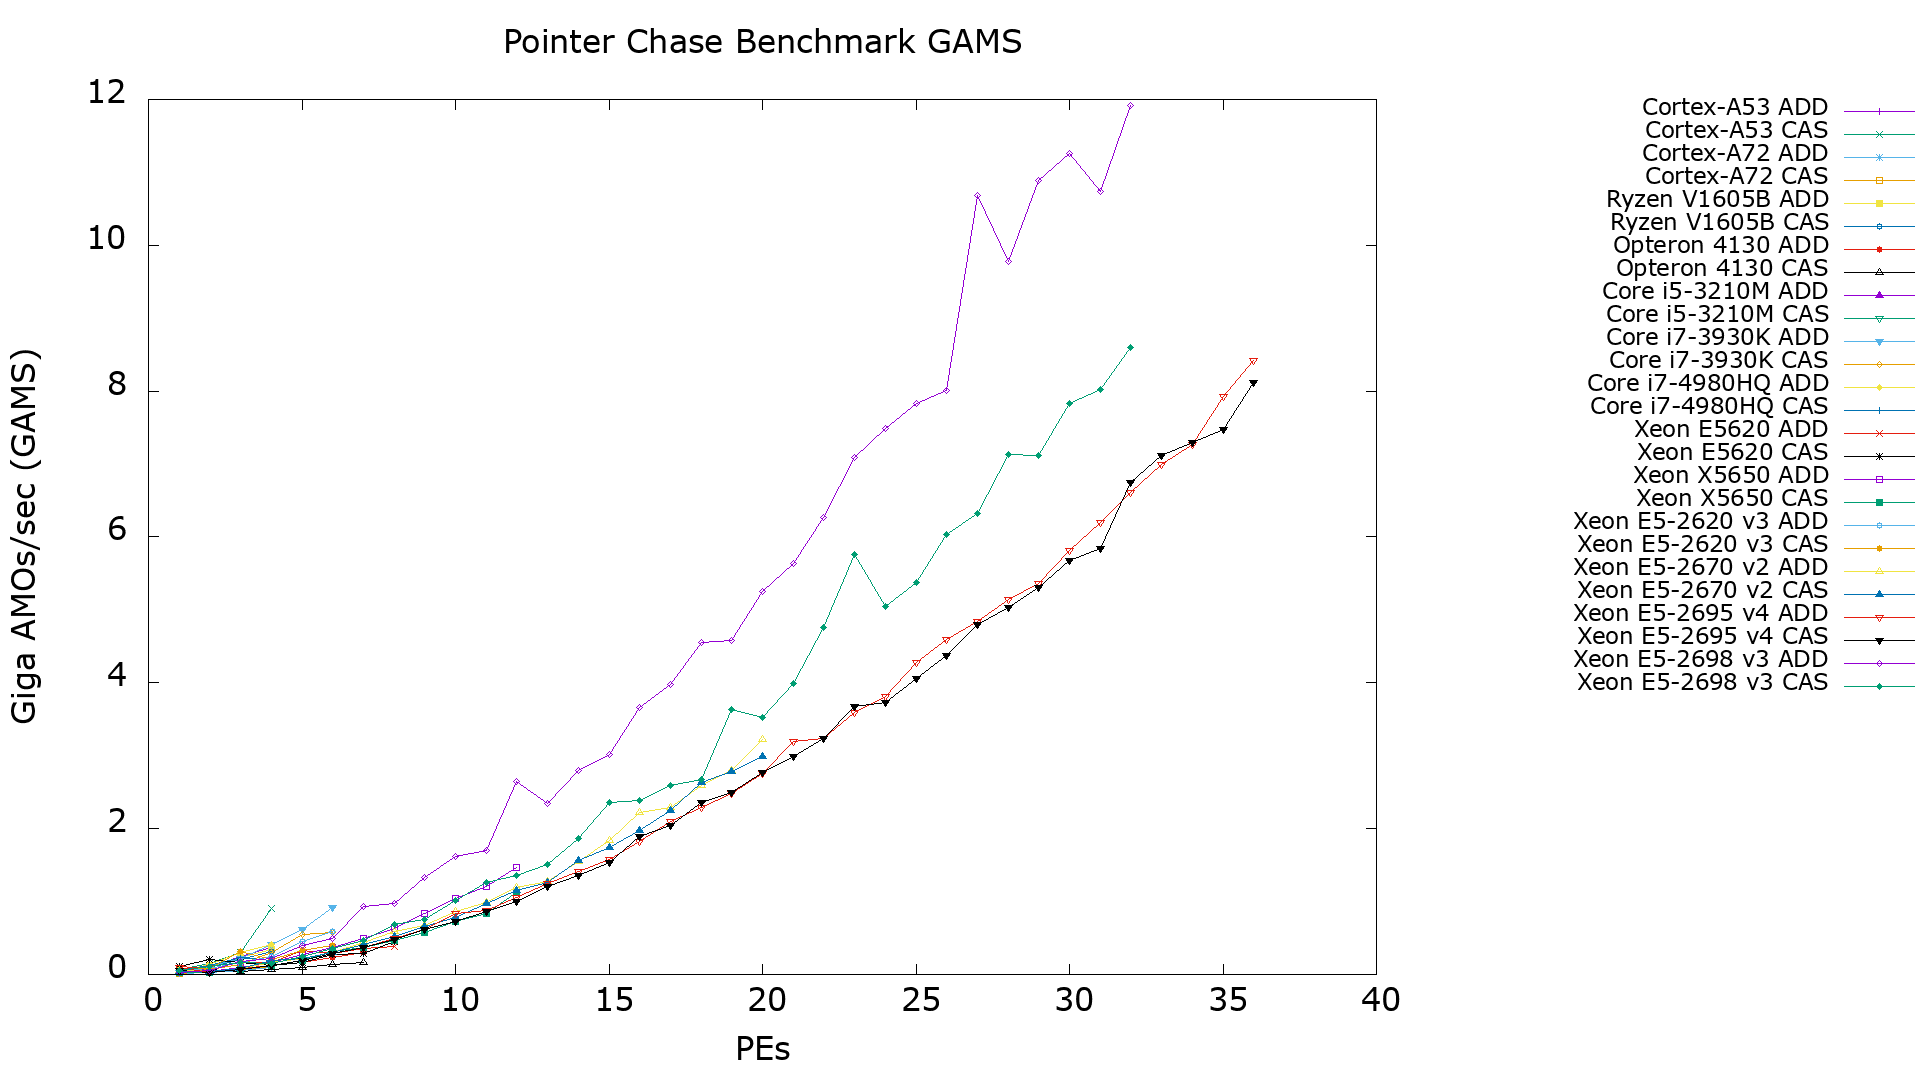 Pointer Chase Benchmark GAMS
Giga AMOs/sec (GAMS)
12
10
8
6
4
2
0
0 5 10 15 20 25 30 35 40
PEs
Cortex-A53 ADD
Cortex-A53 CAS
Cortex-A72 ADD
Cortex-A72 CAS
Ryzen V1605B ADD
Ryzen V1605B CAS
Opteron 4130 ADD
Opteron 4130 CAS
Core i5-3210M ADD
Core i5-3210M CAS
Core i7-3930K ADD
Core i7-3930K CAS
Core i7-4980HQ ADD
Core i7-4980HQ CAS
Xeon E5620 ADD
Xeon E5620 CAS
Xeon X5650 ADD
Xeon X5650 CAS
Xeon E5-2620 v3 ADD
Xeon E5-2620 v3 CAS
Xeon E5-2670 v2 ADD
Xeon E5-2670 v2 CAS
Xeon E5-2695 v4 ADD
Xeon E5-2695 v4 CAS
Xeon E5-2698 v3 ADD
Xeon E5-2698 v3 CAS